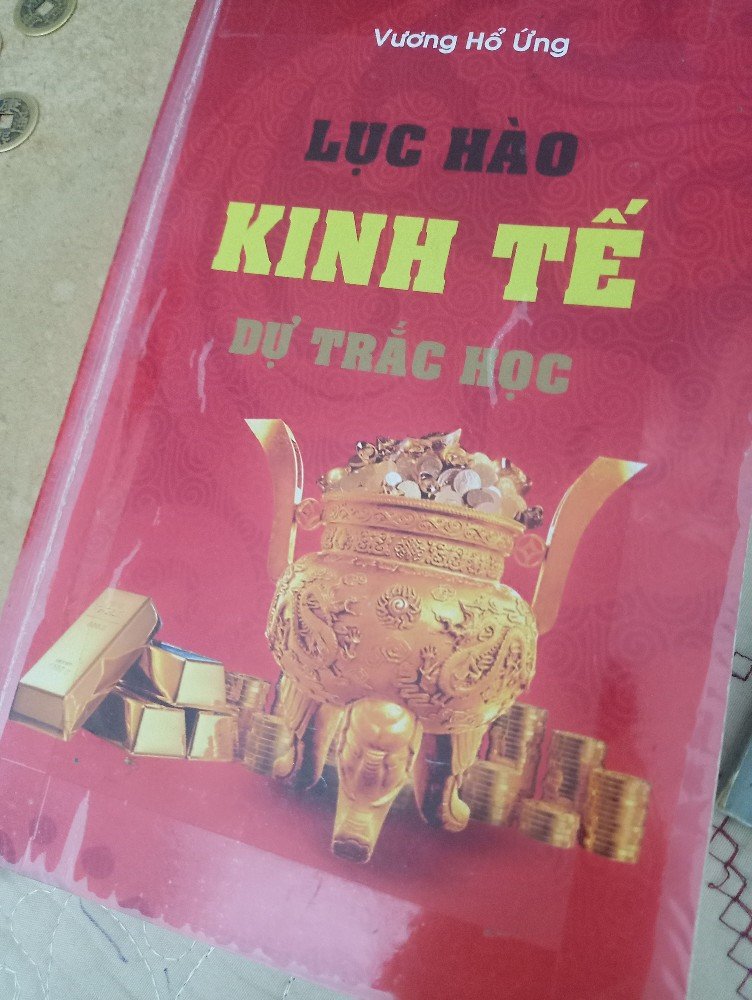 Vương Hổ Ứng
LỤC HÀO
KINH TẾ
DỰ TRẮC HỌC